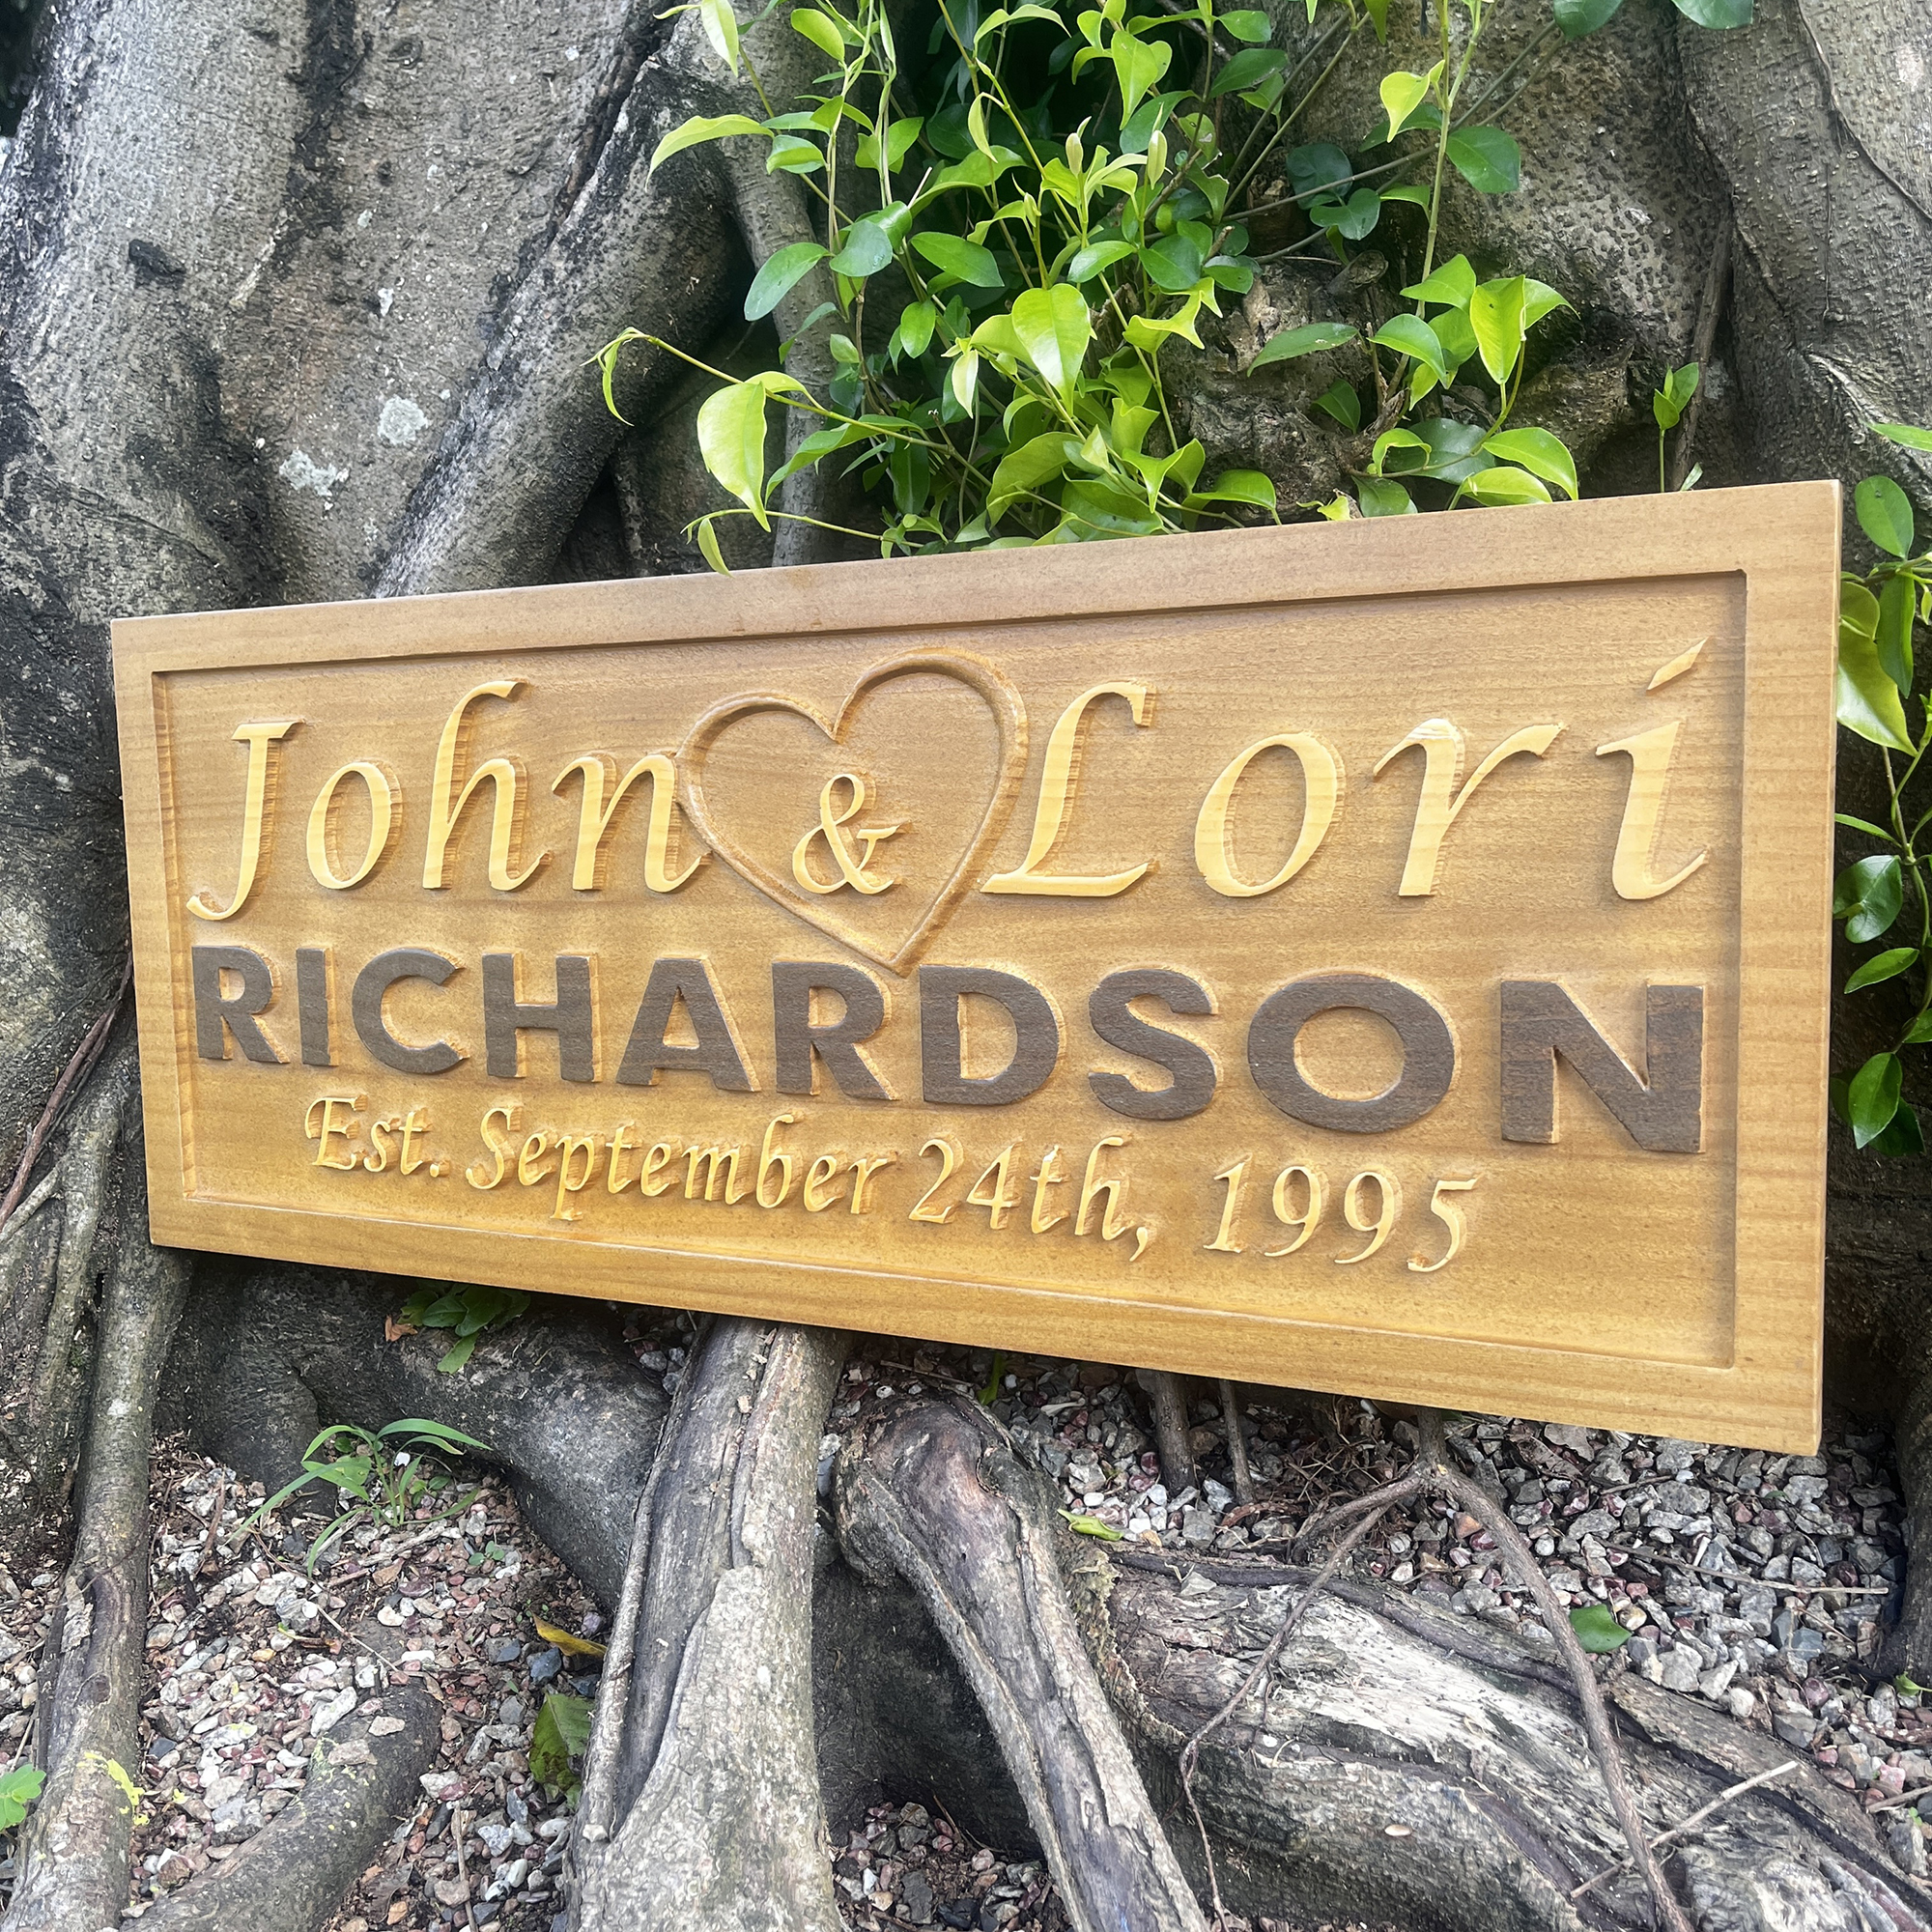 John & Lori
RICHARDSON
Est. September 24th, 1995